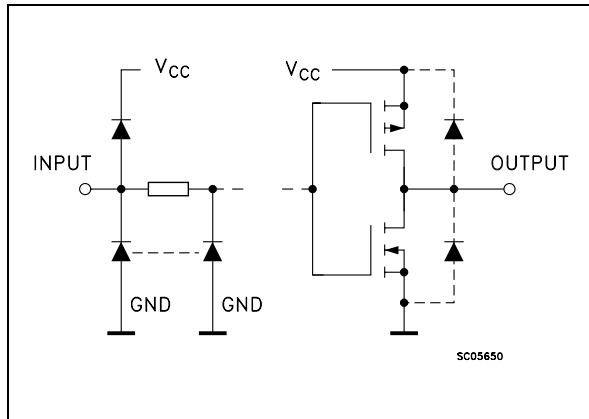 VCC
VCC
INPUT
OUTPUT
GND
GND
SC05650